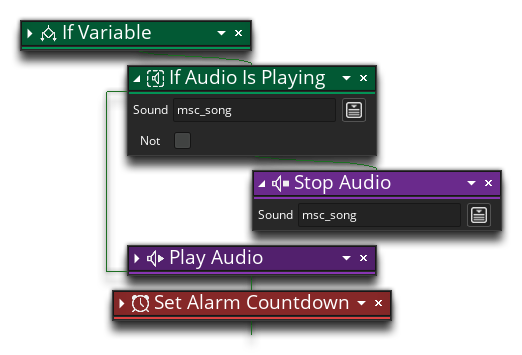 If Variable
If Audio Is Playing
Sound msc_song
Not
Stop Audio
Sound msc_song
Play Audio
Set Alarm Countdown